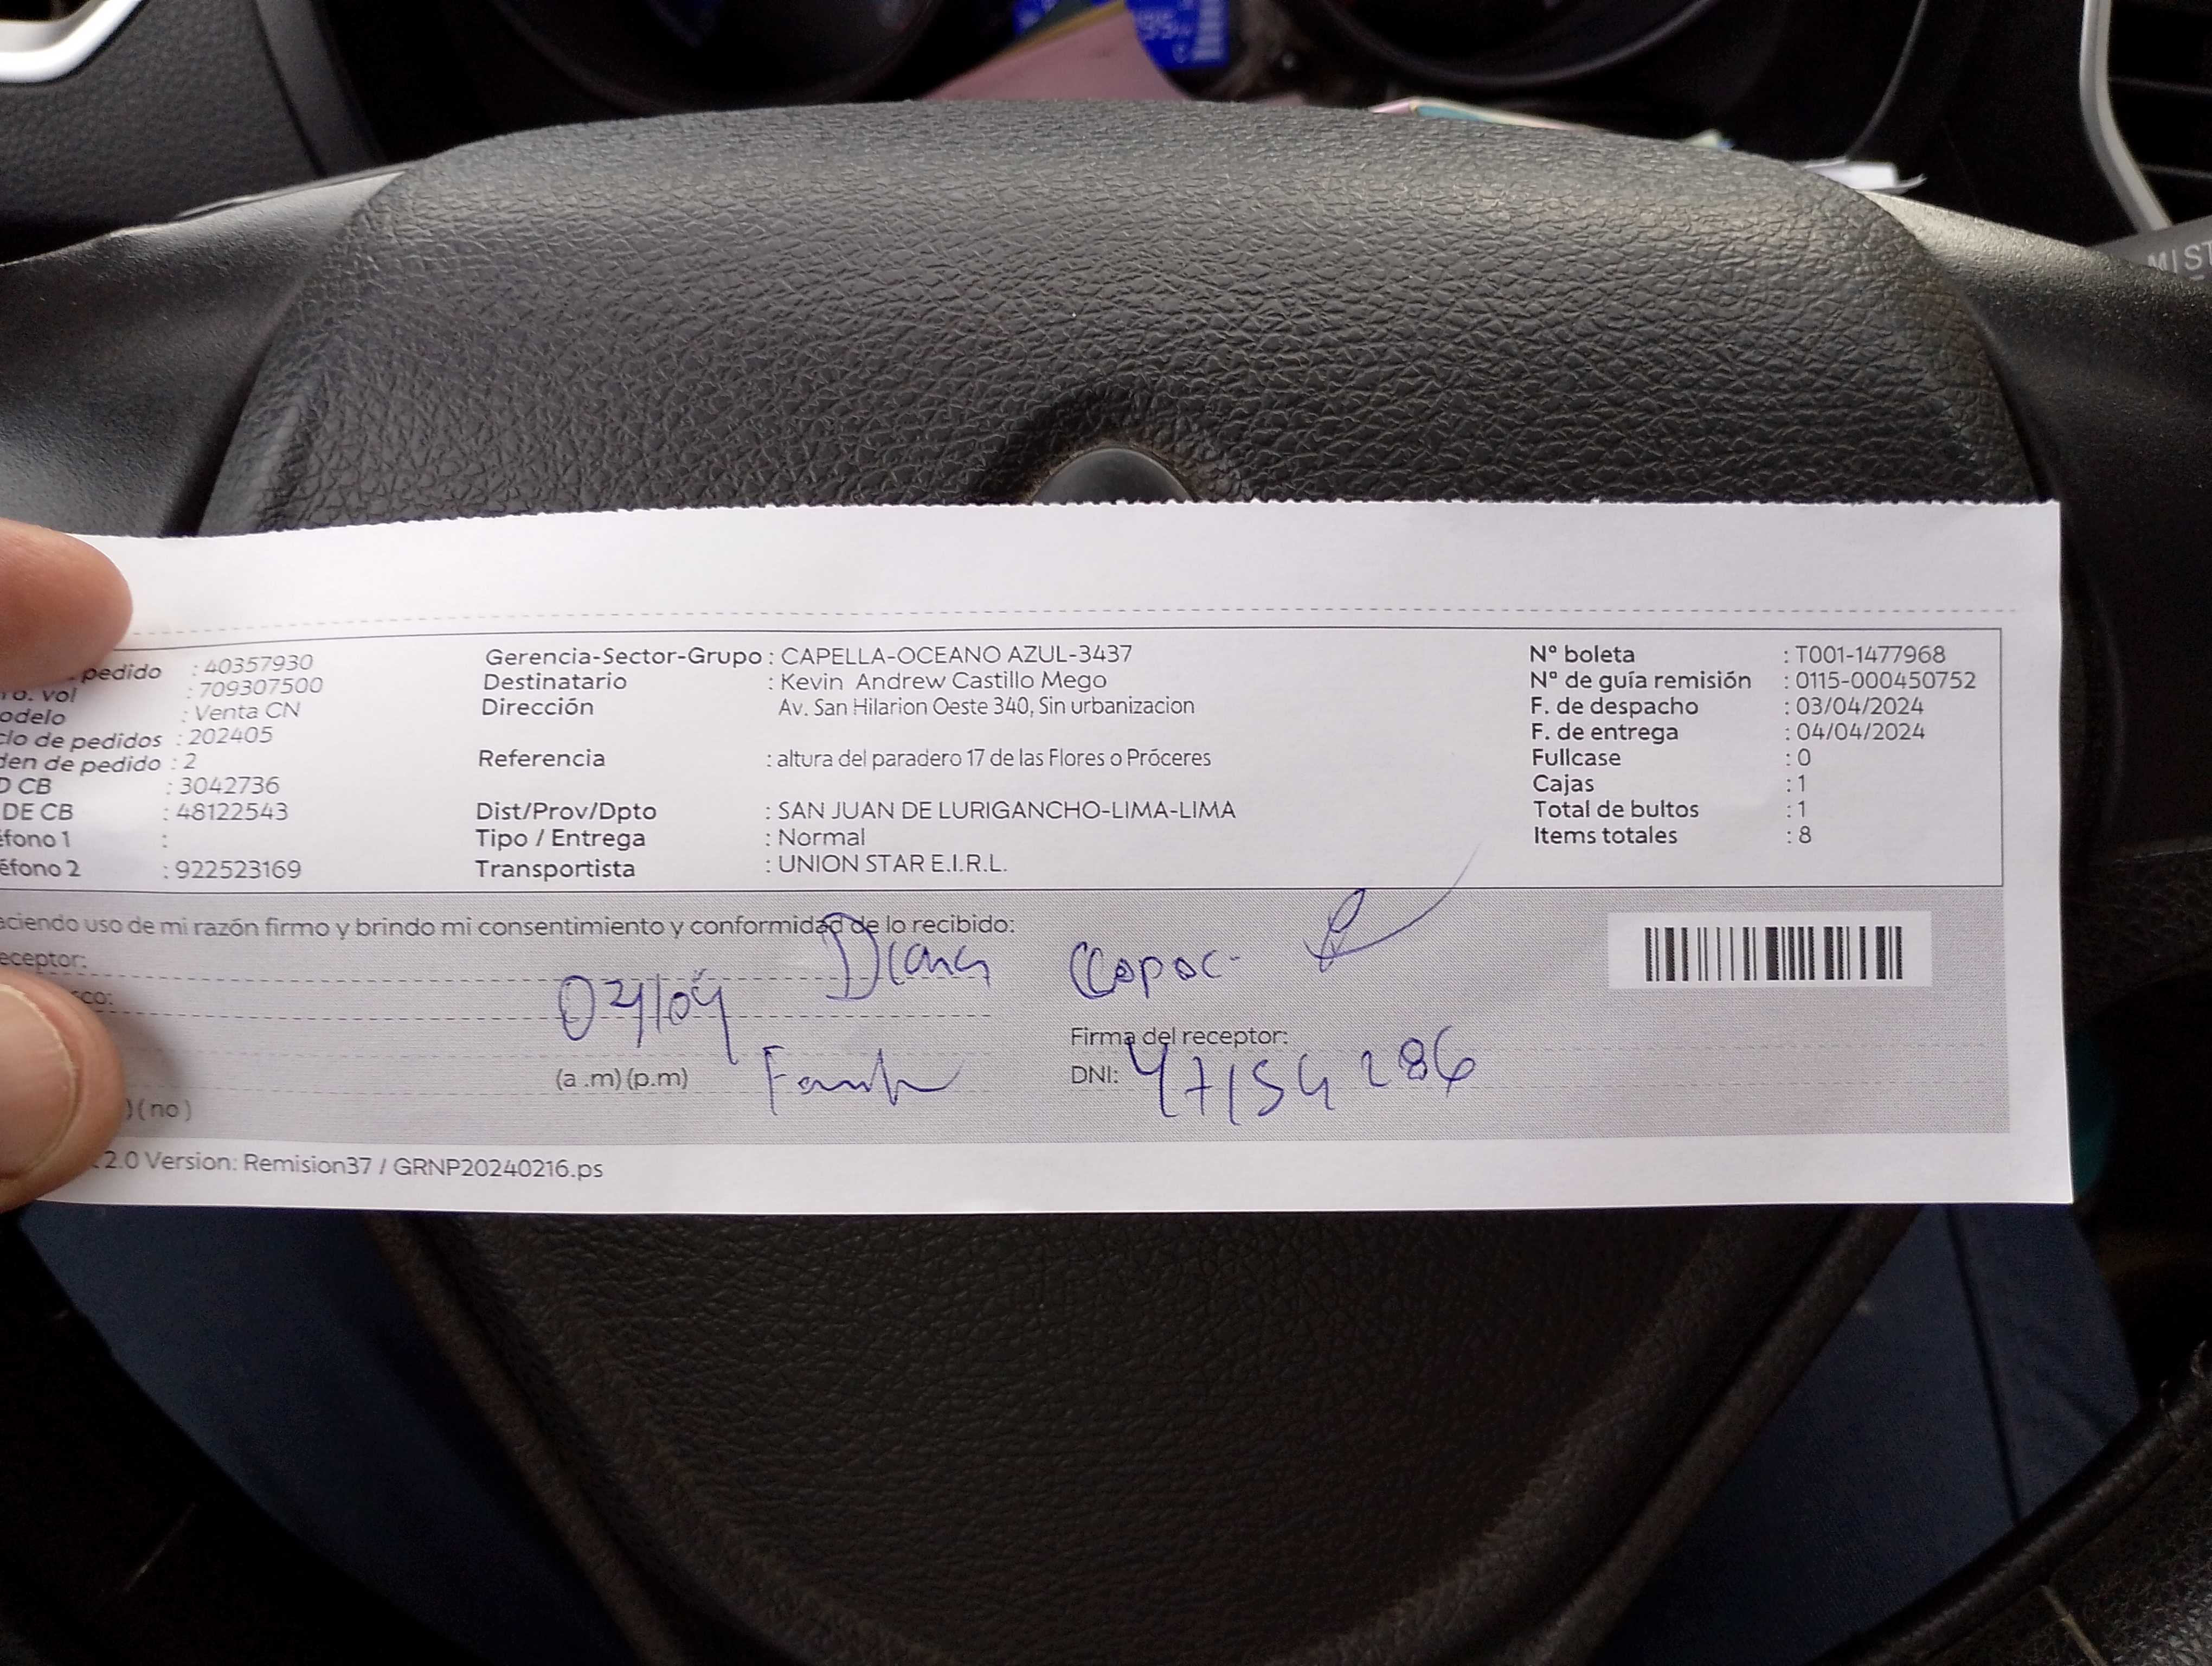 MIST
pedido : 40357930
ro. vol : 709307500
odelo : Venta CN
clo de pedidos : 202405
den de pedido : 2
D CB : 3042736
DE CB : 48122543
éfono 1 :
éfono 2 : 922523169
Gerencia-Sector-Grupo : CAPELLA-OCEANO AZUL-3437
Destinatario : Kevin Andrew Castillo Mego
Dirección Av. San Hilarion Oeste 340, Sin urbanizacion
Referencia : altura del paradero 17 de las Flores o Próceres
Dist/Prov/Dpto : SAN JUAN DE LURIGANCHO-LIMA-LIMA
Tipo / Entrega : Normal
Transportista : UNION STAR E.I.R.L.
Nº boleta : T001-1477968
Nº de guía remisión : 0115-000450752
F. de despacho : 03/04/2024
F. de entrega : 04/04/2024
Fullcase : 0
Cajas : 1
Total de bultos : 1
Items totales : 8
aciendo uso de mi razón firmo y brindo mi consentimiento y conformidad de lo recibido:
eceptor: Diana Ccopac
sco: 04/04
Firma del receptor:
(a .m) (p.m)
DNI: 47154286
) ( no )
2.0 Version: Remision37 / GRNP20240216.ps